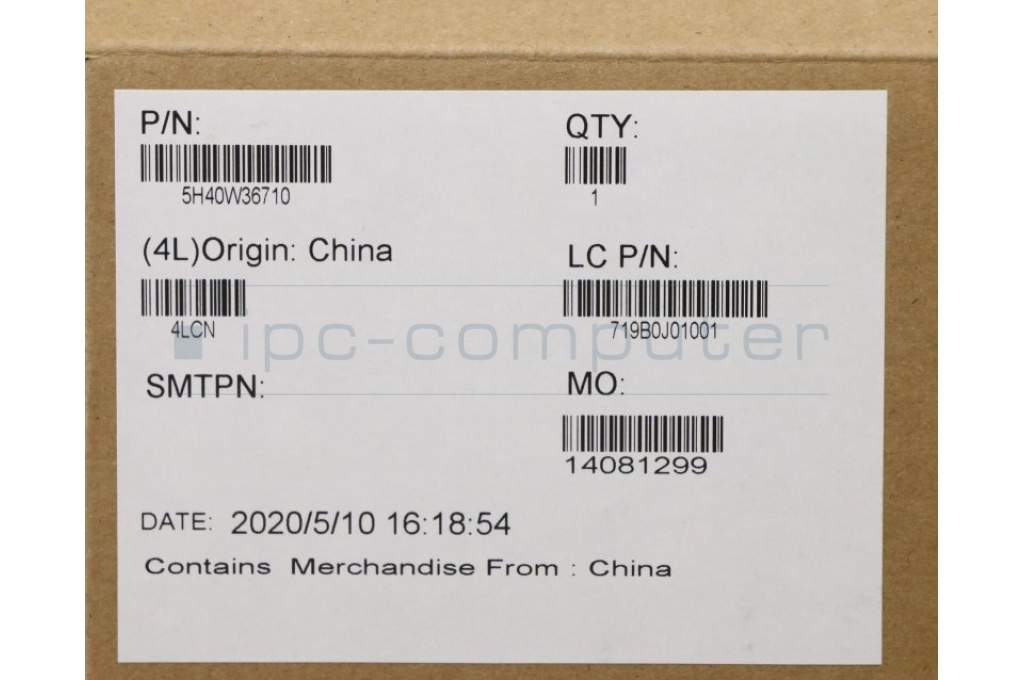 P/N:
5H40W36710
QTY:
1
(4L)Origin: China
4LCN
LC P/N:
719B0J01001
ipc-computer
SMTPN:
MO:
14081299
DATE: 2020/5/10 16:18:54
Contains Merchandise From : China